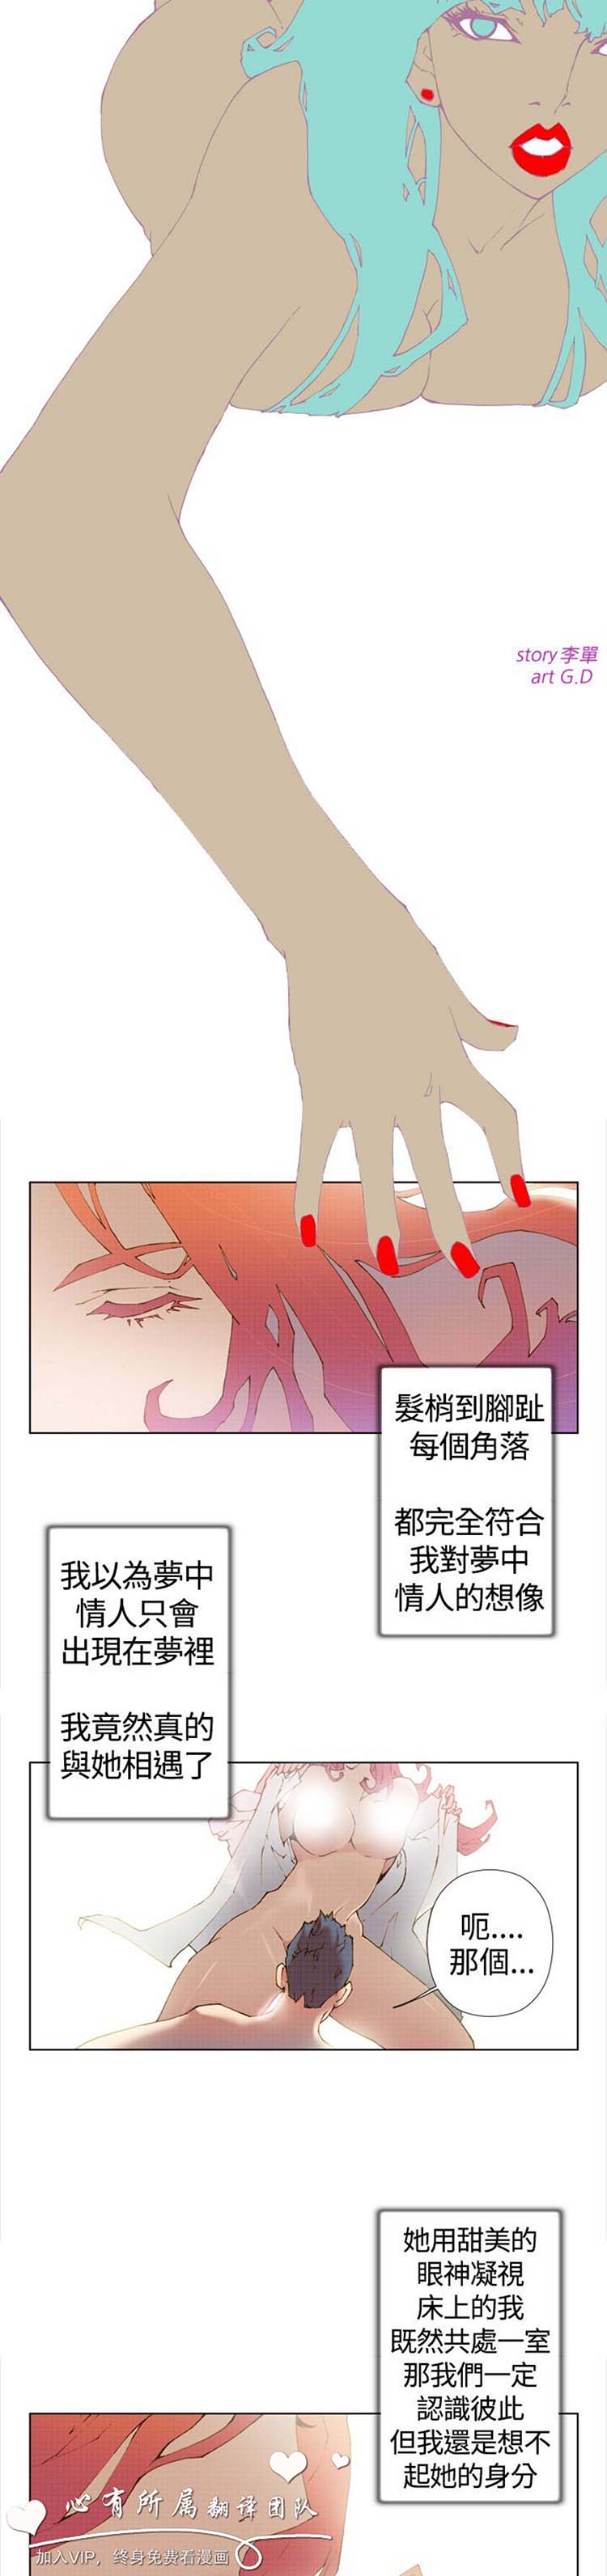 story 李單
art G.D
髮梢到腳趾
每個角落
都完全符合
我對夢中
情人的想像
我以為夢中
情人只會
出現在夢裡
我竟然真的
與她相遇了
呃....
那個...
她用甜美的
眼神凝視
床上的我
既然共處一室
那我們一定
認識彼此
但我還是想不
起她的身分
心有所属翻译团队
加入VIP，终身免费看漫画